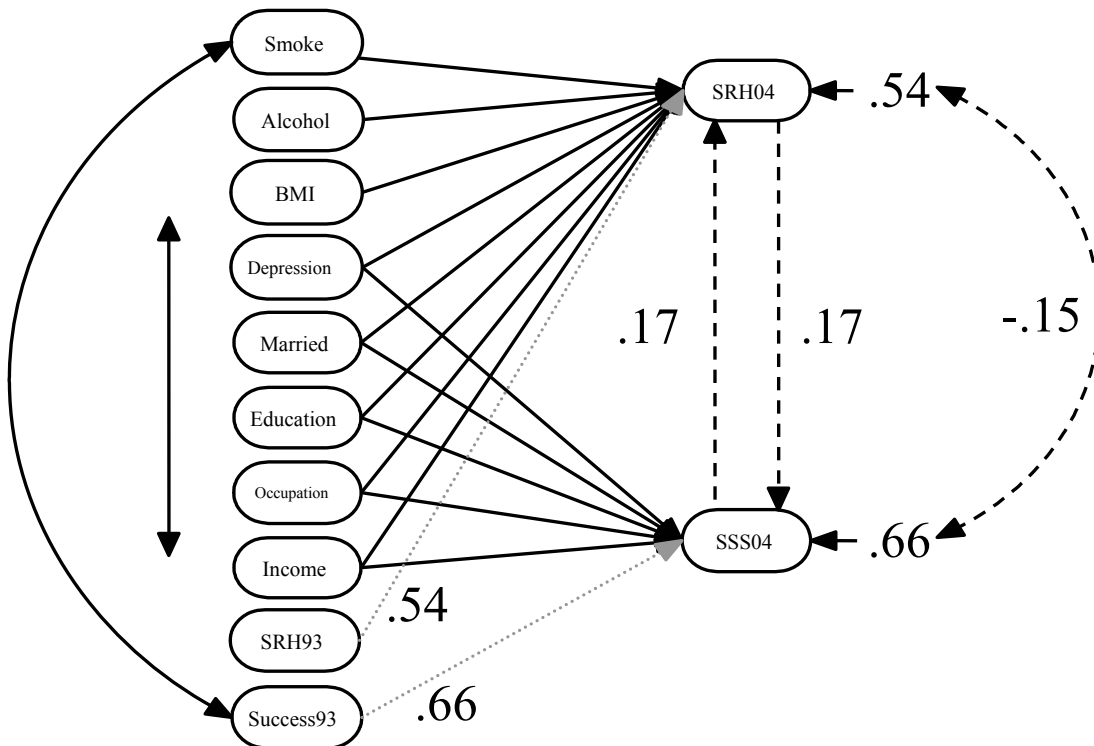 Smoke
Alcohol
BMI
Depression
Married
Education
Occupation
Income
SRH93
Success93
.54
.66
SRH04
SSS04
.17
.17
.54
.66
-.15